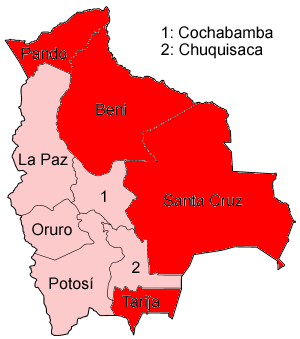 1: Cochabamba
2: Chuquisaca
Pando
Beni
La Paz
1
Santa Cruz
Oruro
2
Potosí
Tarija